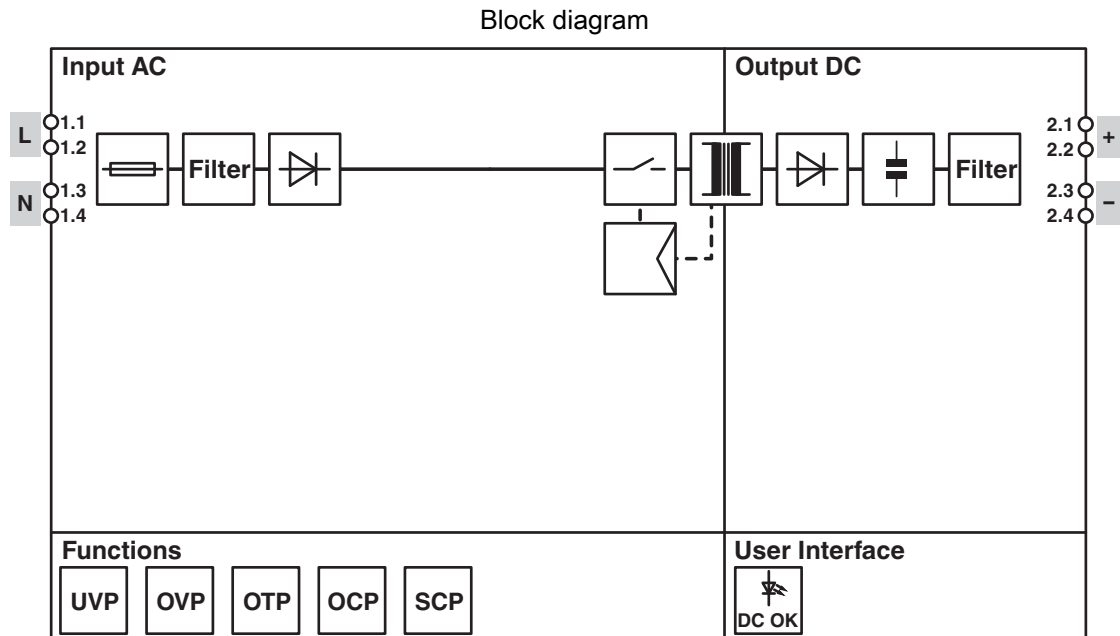 Block diagram
Input AC
Output DC
L
1.1
1.2
N
1.3
1.4
Filter
Filter
2.1
2.2
+
2.3
2.4
−
Functions
UVP
OVP
OTP
OCP
SCP
User Interface
DC OK